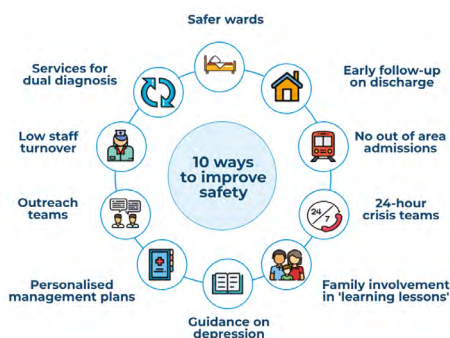 Safer wards
Early follow-up
on discharge
No out of area
admissions
24-hour
crisis teams
24
7
Family involvement
in 'learning lessons'
Guidance on
depression
Personalised
management plans
Outreach
teams
Low staff
turnover
Services for
dual diagnosis
10 ways
to improve
safety